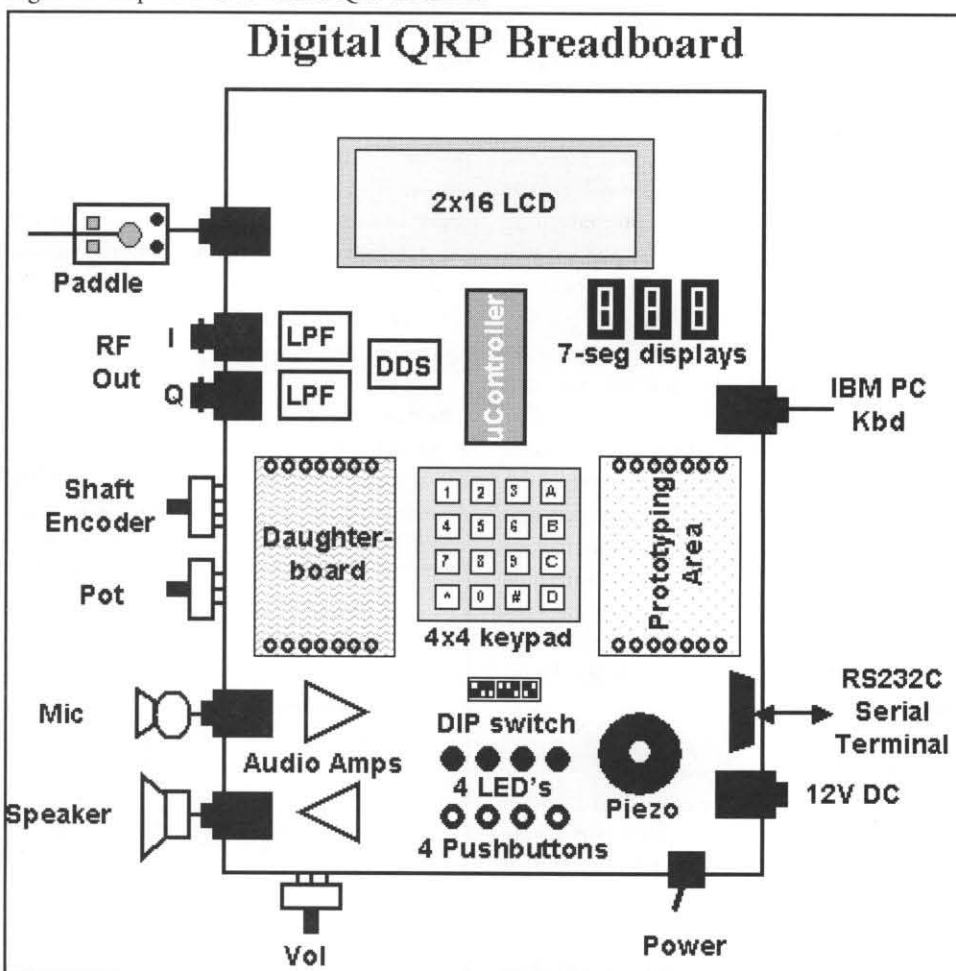 Digital QRP Breadboard
2x16 LCD
Paddle
µController
7-seg displays
RF
Out
I
Q
LPF
LPF
DDS
IBM PC
Kbd
Shaft
Encoder
Pot
Daughter-
board
1 2 3 A
4 5 6 B
7 8 9 C
* 0 # D
4x4 keypad
Prototyping
Area
Mic
Audio Amps
Speaker
DIP switch
4 LED's
4 Pushbuttons
Piezo
RS232C
Serial
Terminal
12V DC
Vol
Power